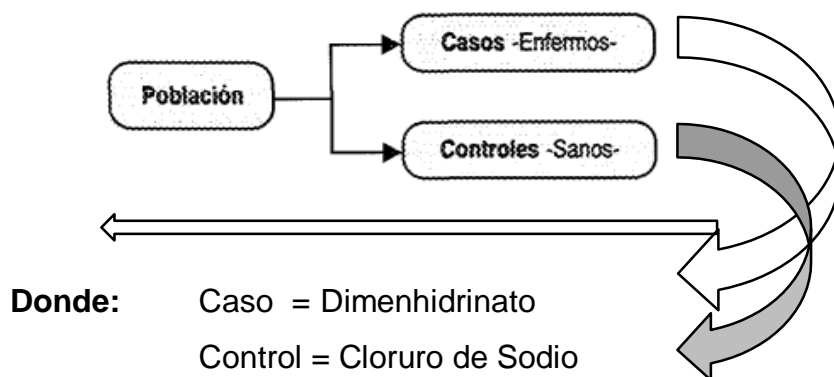 Casos -Enfermos-
Población
Controles -Sanos-
Donde: Caso = Dimenhidrinato
Control = Cloruro de Sodio